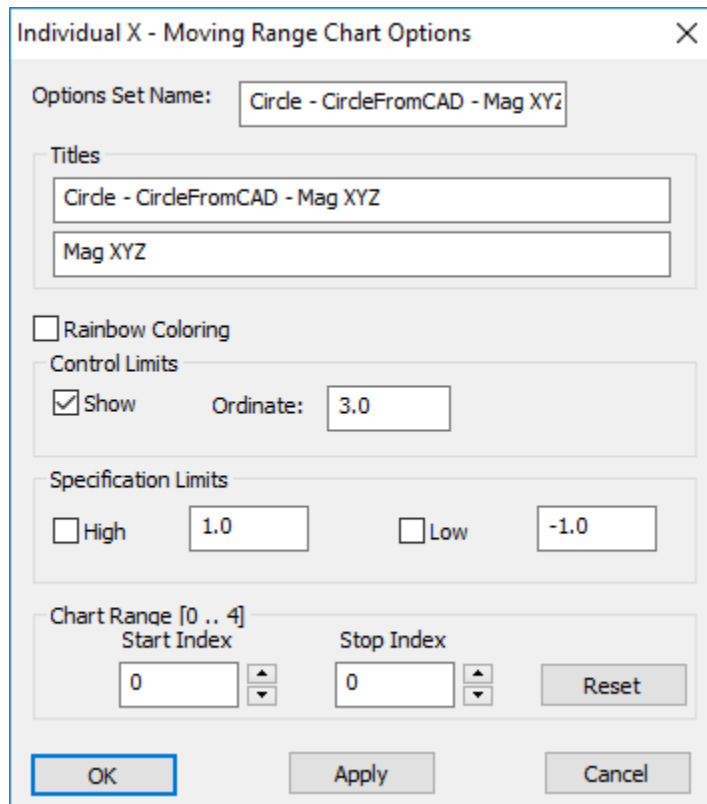 Individual X - Moving Range Chart Options
Options Set Name: Circle - CircleFromCAD - Mag XYZ
Titles
Circle - CircleFromCAD - Mag XYZ
Mag XYZ
Rainbow Coloring
Control Limits
Show Ordinate: 3.0
Specification Limits
High 1.0 Low -1.0
Chart Range [0 .. 4]
Start Index Stop Index
0 0 Reset
OK Apply Cancel